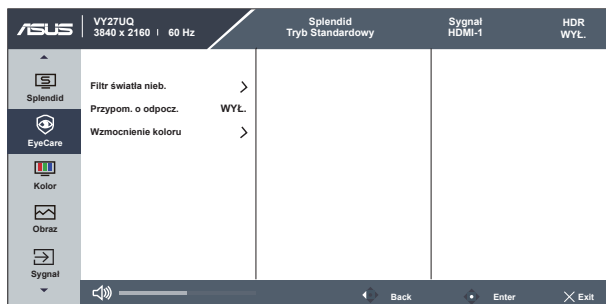 ASUS
VY27UQ
3840 x 2160 | 60 Hz
Splendid
Tryb Standardowy
Sygnał
HDMI-1
HDR
WYŁ.
Splendid
EyeCare
Kolor
Obraz
Sygnał
Filtr światła nieb.
Przypom. o odpocz. WYŁ.
Wzmocnienie koloru
Back
Enter
Exit